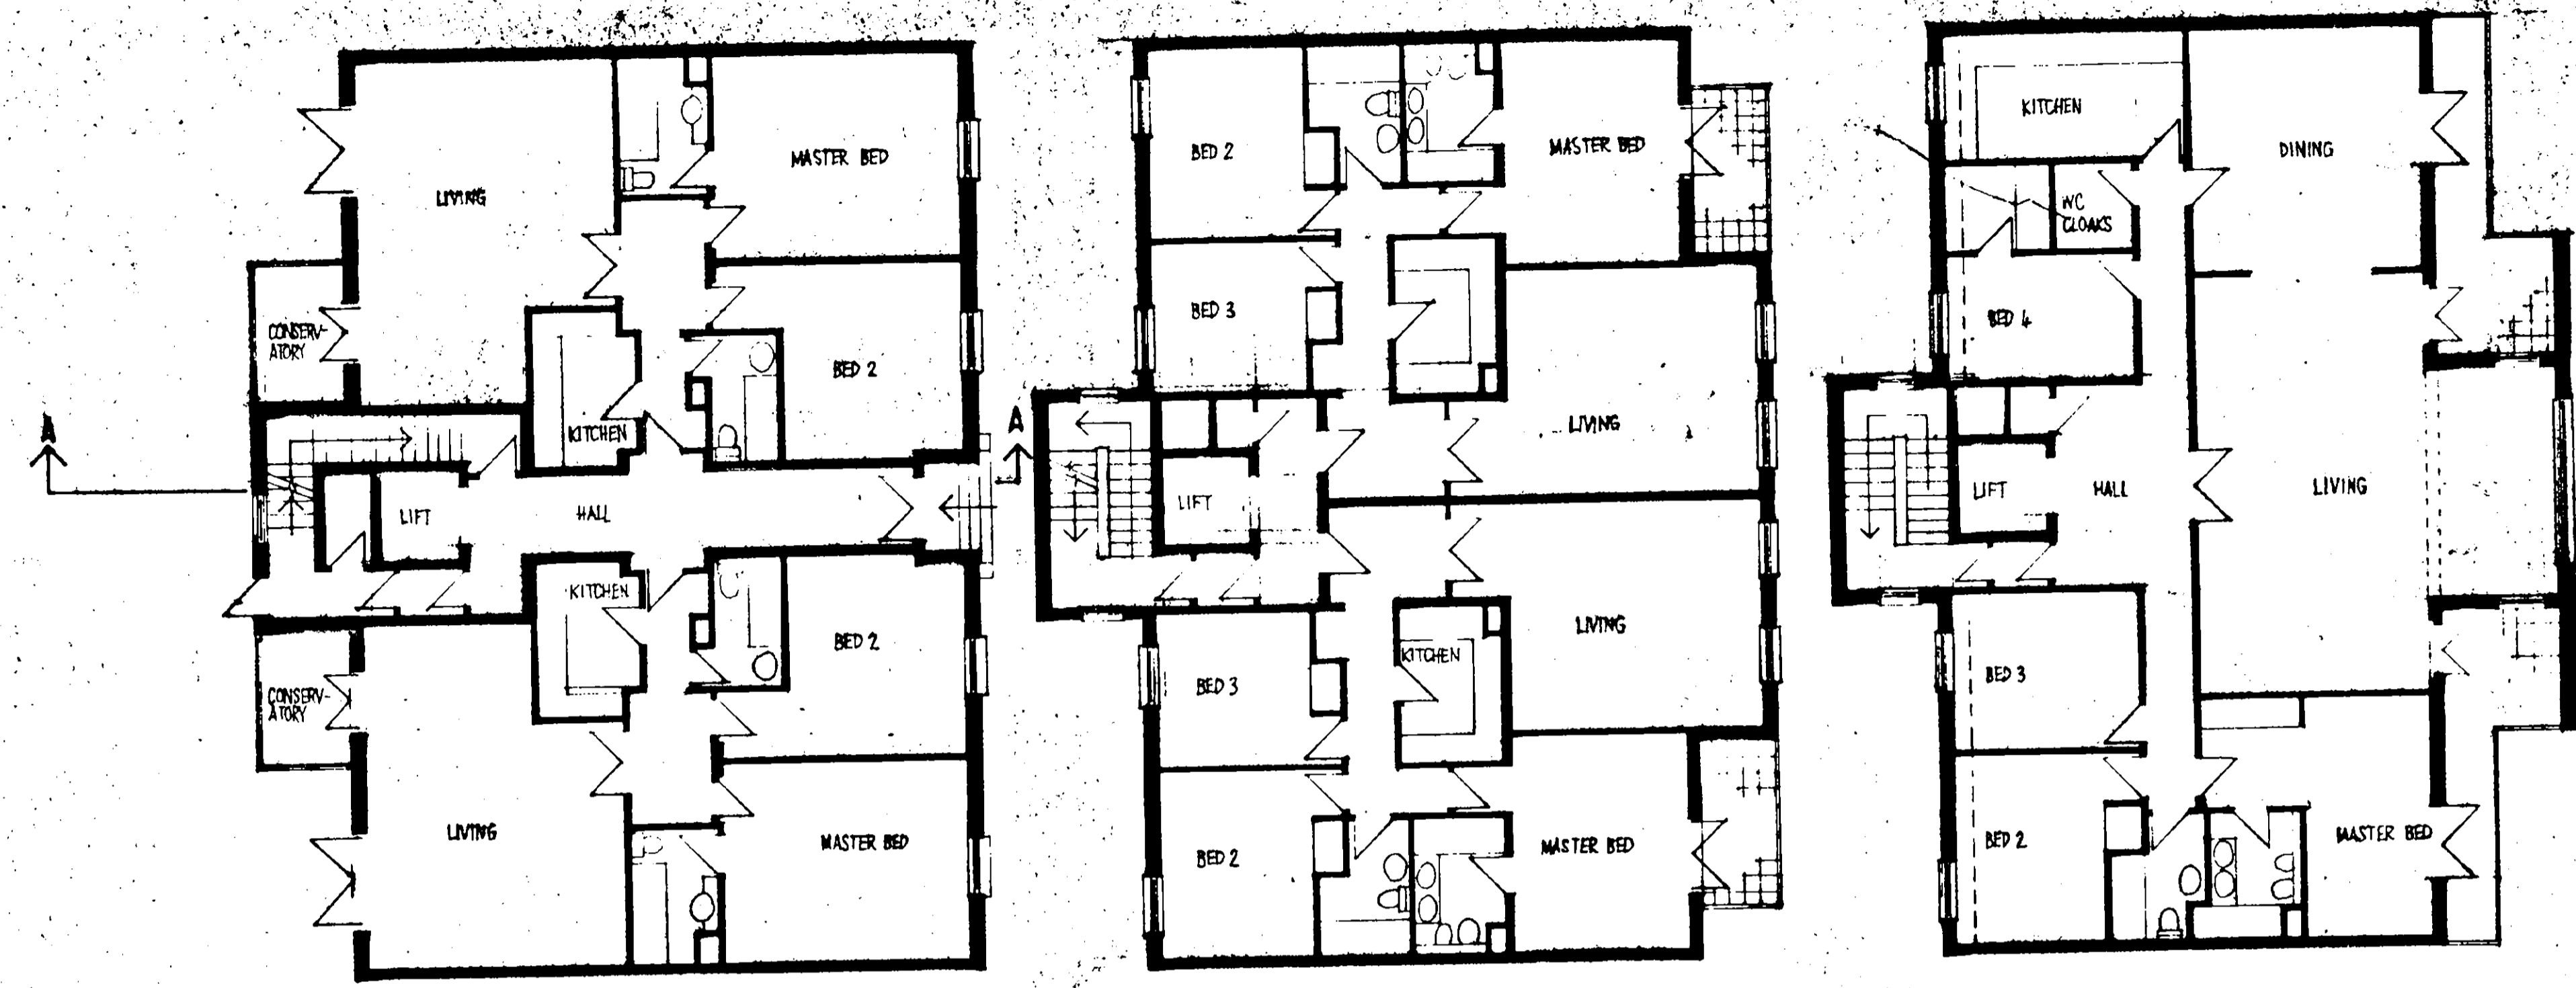 LIVING
MASTER BED
CONSERV-
ATORY
BED 2
KITCHEN
A
LIFT
HALL
A
KITCHEN
BED 2
CONSERV-
ATORY
LIVING
MASTER BED
BED 2
MASTER BED
BED 3
LIVING
LIFT
LIVING
KITCHEN
BED 3
BED 2
MASTER BED
KITCHEN
DINING
WC
CLOAKS
BED 4
LIFT
HALL
LIVING
BED 3
BED 2
MASTER BED